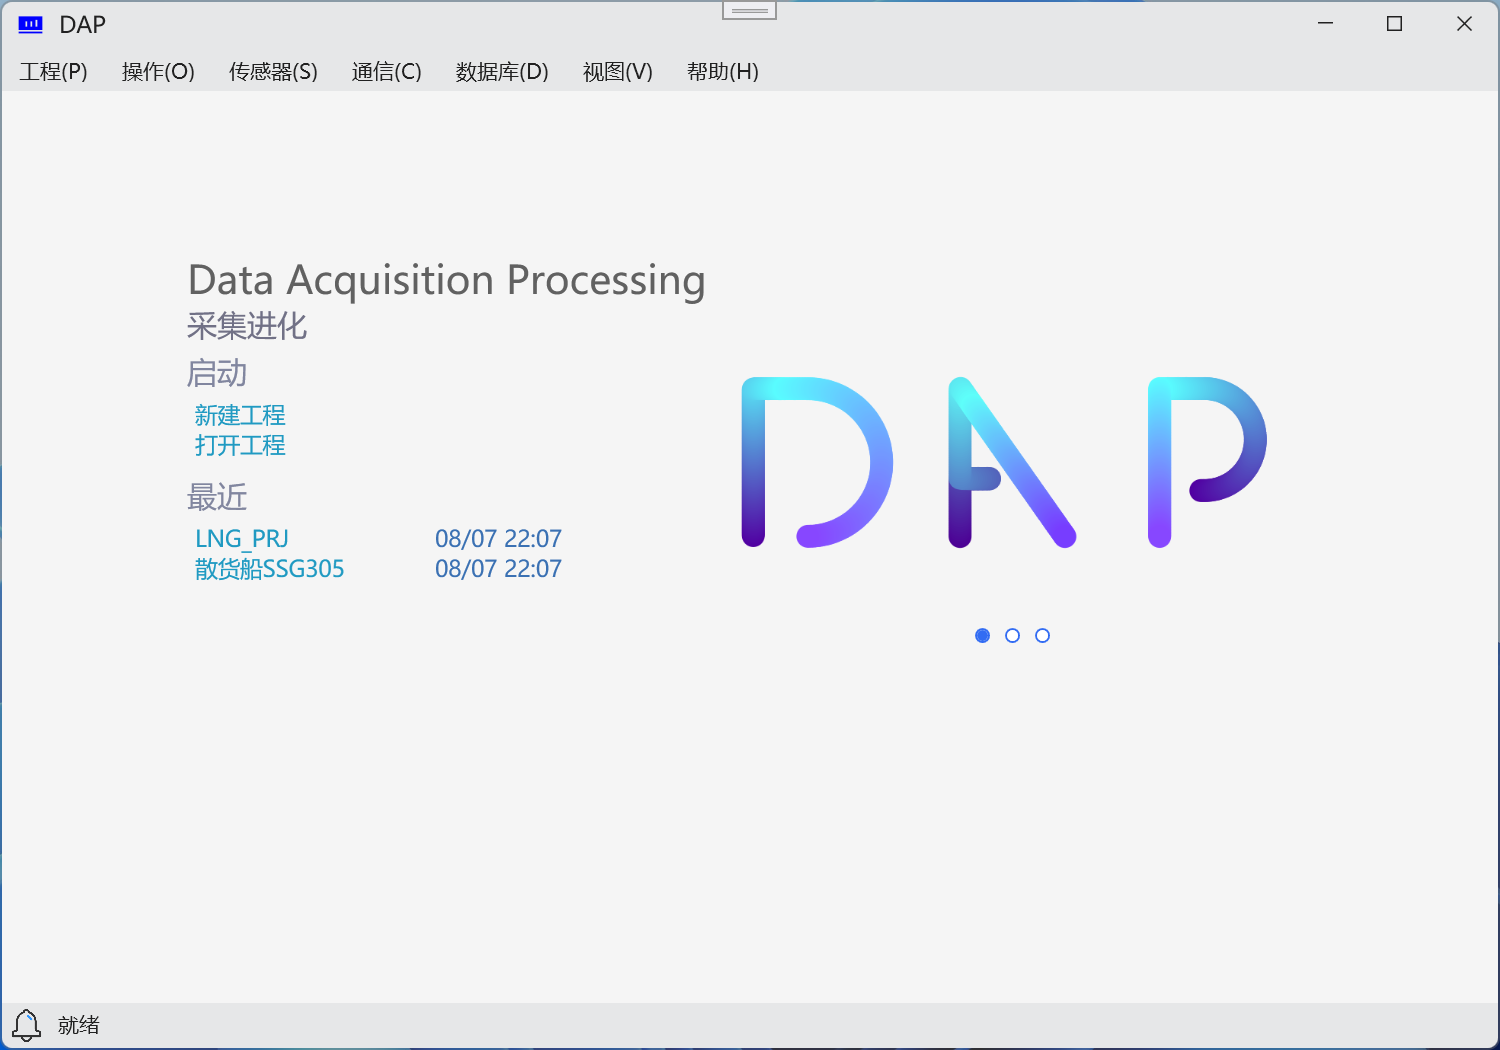 DAP
工程(P) 操作(O) 传感器(S) 通信(C) 数据库(D) 视图(V) 帮助(H)
Data Acquisition Processing
采集进化
启动
新建工程
打开工程
最近
LNG_PRJ 08/07 22:07
散货船SSG305 08/07 22:07
DAP
就绪